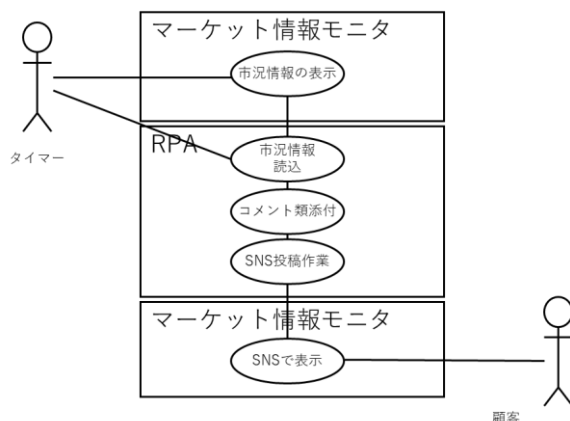 マーケット情報モニタ
市況情報の表示
タイマー
RPA
市況情報
読込
コメント類添付
SNS投稿作業
マーケット情報モニタ
SNSで表示
顧客